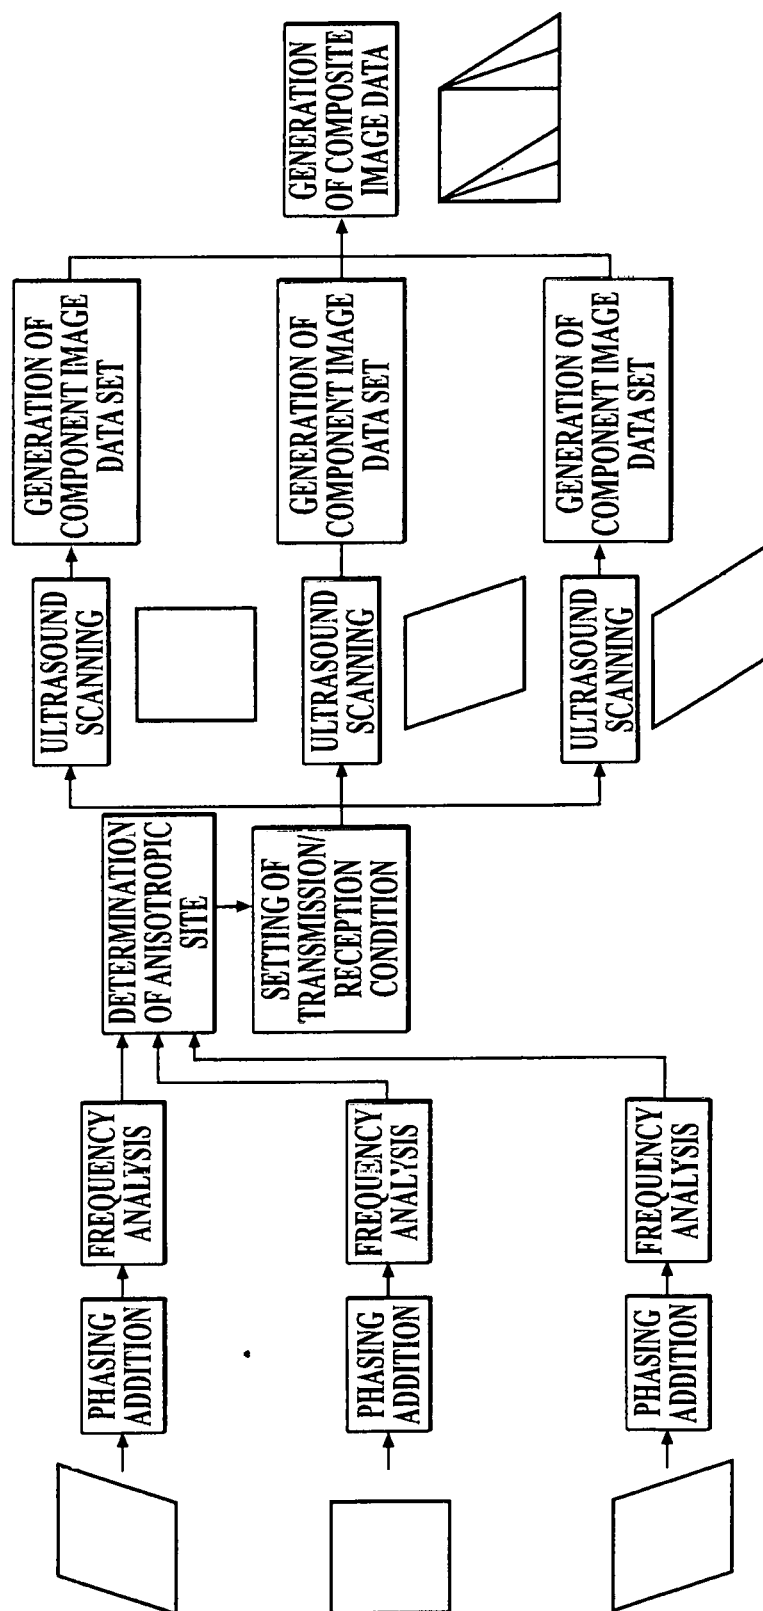 PHASING
ADDITION
FREQUENCY
ANALYSIS
PHASING
ADDITION
FREQUENCY
ANALYSIS
PHASING
ADDITION
FREQUENCY
ANALYSIS
DETERMINATION
OF ANISOTROPIC
SITE
SETTING OF
TRANSMISSION/
RECEPTION
CONDITION
ULTRASOUND
SCANNING
GENERATION OF
COMPONENT IMAGE
DATA SET
ULTRASOUND
SCANNING
GENERATION OF
COMPONENT IMAGE
DATA SET
ULTRASOUND
SCANNING
GENERATION OF
COMPONENT IMAGE
DATA SET
GENERATION
OF COMPOSITE
IMAGE DATA